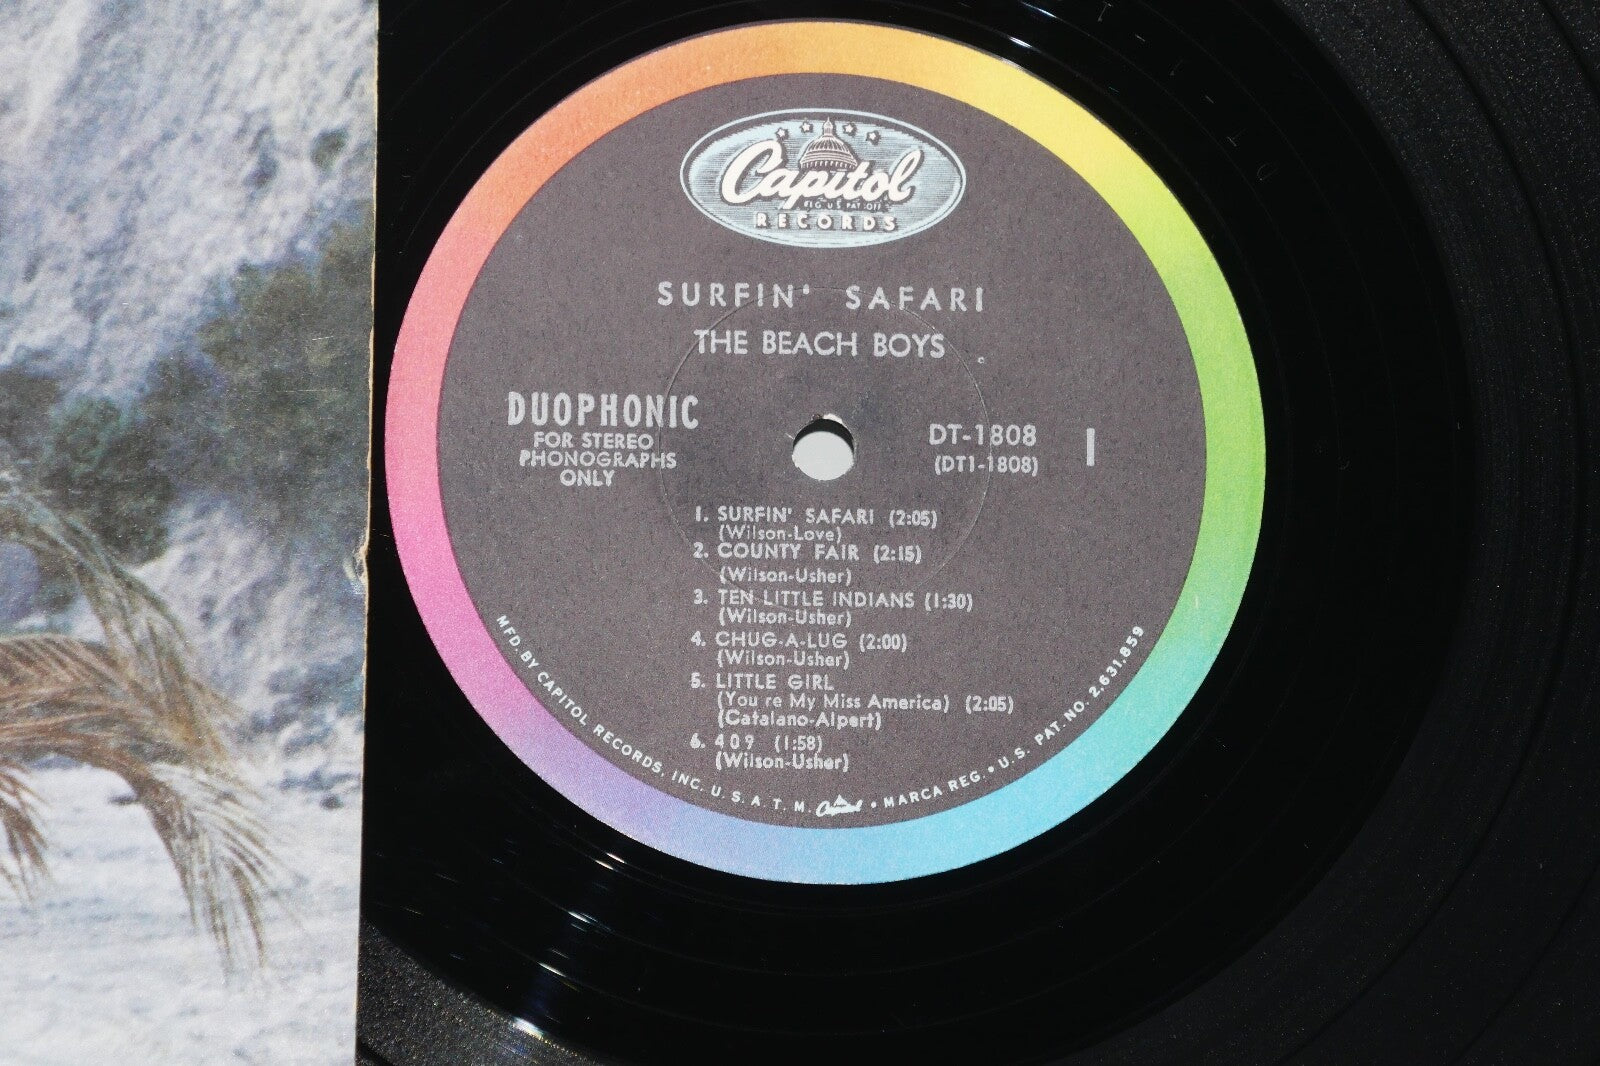 Capitol
REG. U.S. PAT. OFF.
RECORDS
SURFIN' SAFARI
THE BEACH BOYS
DUOPHONIC
FOR STEREO
PHONOGRAPHS
ONLY
DT-1808
(DT1-1808)
1
1. SURFIN' SAFARI (2:05)
(Wilson-Love)
2. COUNTY FAIR (2:15)
(Wilson-Usher)
3. TEN LITTLE INDIANS (1:30)
(Wilson-Usher)
4. CHUG-A-LUG (2:00)
(Wilson-Usher)
5. LITTLE GIRL
(You're My Miss America) (2:05)
(Catalano-Alpert)
6. 409 (1:58)
(Wilson-Usher)
MFD. BY CAPITOL RECORDS, INC. U. S. A. T. M. Capitol • MARCA REG. • U.S. PAT. NO. 2,631,859